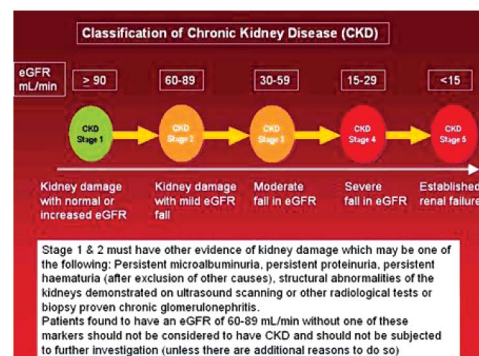 Classification of Chronic Kidney Disease (CKD)
eGFR
mL/min
> 90
60-89
30-59
15-29
<15
CKD
Stage 1
CKD
Stage 2
CKD
Stage 3
CKD
Stage 4
CKD
Stage 5
Kidney damage
with normal or
increased eGFR
Kidney damage
with mild eGFR
fall
Moderate
fall in eGFR
Severe
fall in eGFR
Established
renal failure
Stage 1 & 2 must have other evidence of kidney damage which may be one of
the following: Persistent microalbuminuria, persistent proteinuria, persistent
haematuria (after exclusion of other causes), structural abnormalities of the
kidneys demonstrated on ultrasound scanning or other radiological tests or
biopsy proven chronic glomerulonephritis.
Patients found to have an eGFR of 60-89 mL/min without one of these
markers should not be considered to have CKD and should not be subjected
to further investigation (unless there are additional reasons to do so)